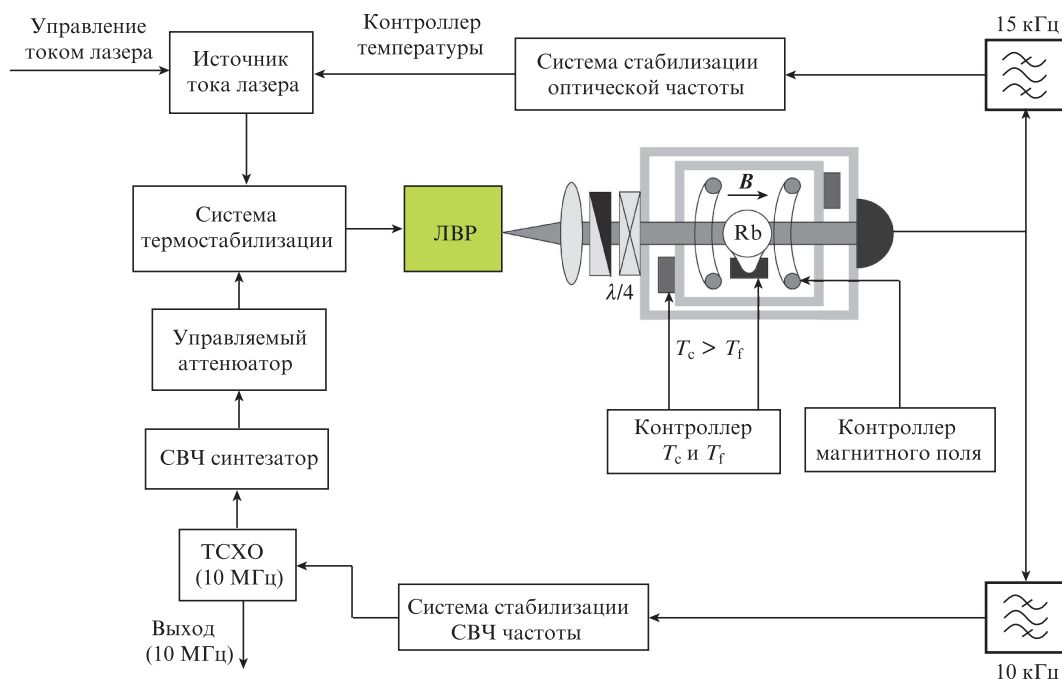 Управление
током лазера
Источник
тока лазера
Контроллер
температуры
Система стабилизации
оптической частоты
15 кГц
Система
термостабилизации
ЛВР
λ/4
B
Rb
Tc > Tf
Управляемый
аттенюатор
Контроллер
Tc и Tf
Контроллер
магнитного поля
СВЧ синтезатор
TCXO
(10 МГц)
Система стабилизации
СВЧ частоты
Выход
(10 МГц)
10 кГц